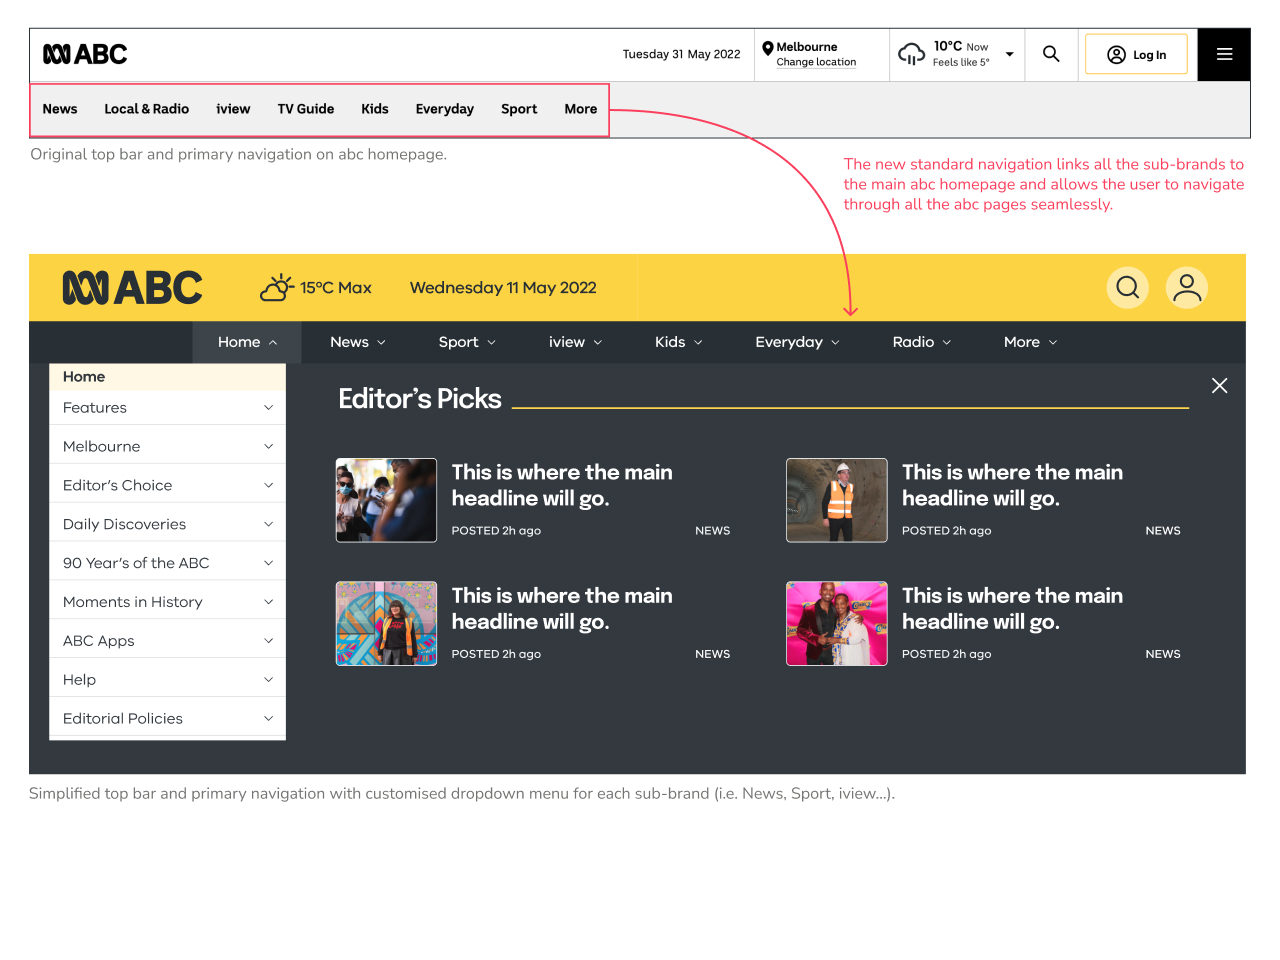 ABC
Tuesday 31 May 2022
Melbourne
Change location
10°C Now
Feels like 5°
Log In
News Local & Radio iview TV Guide Kids Everyday Sport More
Original top bar and primary navigation on abc homepage.
The new standard navigation links all the sub-brands to
the main abc homepage and allows the user to navigate
through all the abc pages seamlessly.
ABC
15°C Max
Wednesday 11 May 2022
Home News Sport iview Kids Everyday Radio More
Home
Features
Melbourne
Editor's Choice
Daily Discoveries
90 Year's of the ABC
Moments in History
ABC Apps
Help
Editorial Policies
Editor's Picks
This is where the main
headline will go.
POSTED 2h ago NEWS
This is where the main
headline will go.
POSTED 2h ago NEWS
This is where the main
headline will go.
POSTED 2h ago NEWS
This is where the main
headline will go.
POSTED 2h ago NEWS
Simplified top bar and primary navigation with customised dropdown menu for each sub-brand (i.e. News, Sport, iview...).